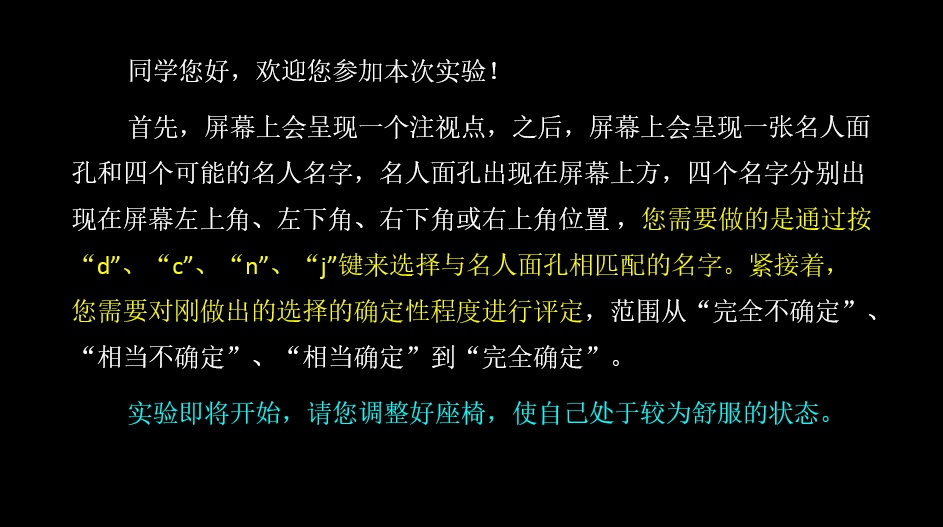 同学您好，欢迎您参加本次实验！
首先，屏幕上会呈现一个注视点，之后，屏幕上会呈现一张名人面
孔和四个可能的名人名字，名人面孔出现在屏幕上方，四个名字分别出
现在屏幕左上角、左下角、右下角或右上角位置，您需要做的是通过按
“d”、“c”、“n”、“j”键来选择与名人面孔相匹配的名字。紧接着，
您需要对刚做出的选择的确定性程度进行评定，范围从“完全不确定”、
“相当不确定”、“相当确定”到“完全确定”。
实验即将开始，请您调整好座椅，使自己处于较为舒服的状态。